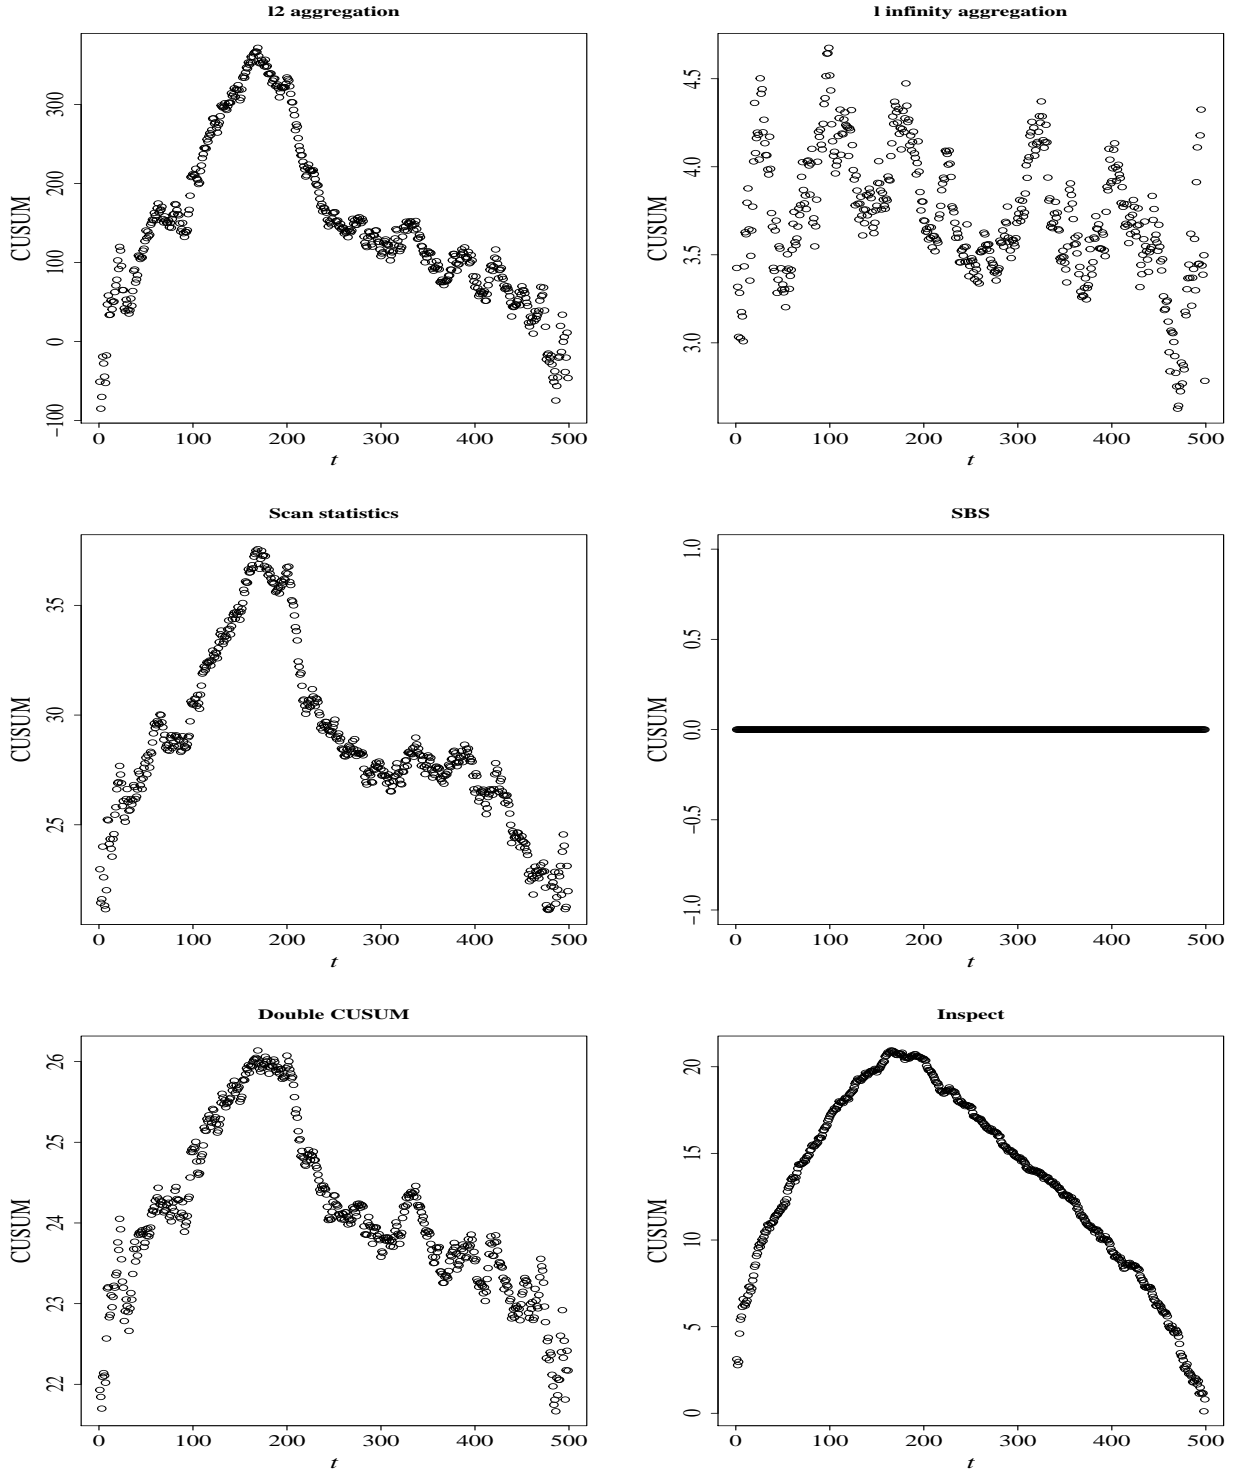 l2 aggregation
CUSUM
−100 0 100 200 300
0 100 200 300 400 500
t
l infinity aggregation
CUSUM
3.0 3.5 4.0 4.5
0 100 200 300 400 500
t
Scan statistics
CUSUM
25 30 35
0 100 200 300 400 500
t
SBS
CUSUM
−1.0 −0.5 0.0 0.5 1.0
0 100 200 300 400 500
t
Double CUSUM
CUSUM
22 23 24 25 26
0 100 200 300 400 500
t
Inspect
CUSUM
0 5 10 15 20
0 100 200 300 400 500
t